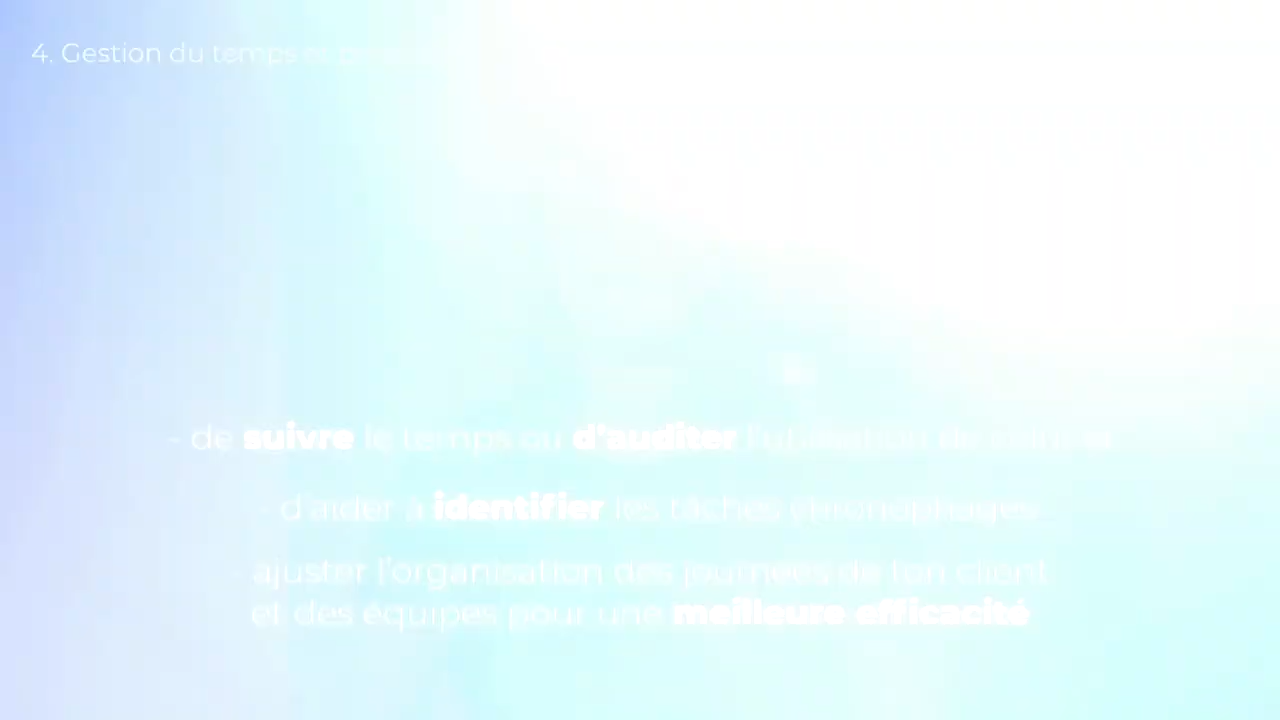 4. Gestion du temps
- de suivre le temps ou d'auditer l'utilisation
- d'aider à identifier les tâches chronophages
- ajuster l'organisation des journées de ton client
et des équipes pour une meilleure efficacité